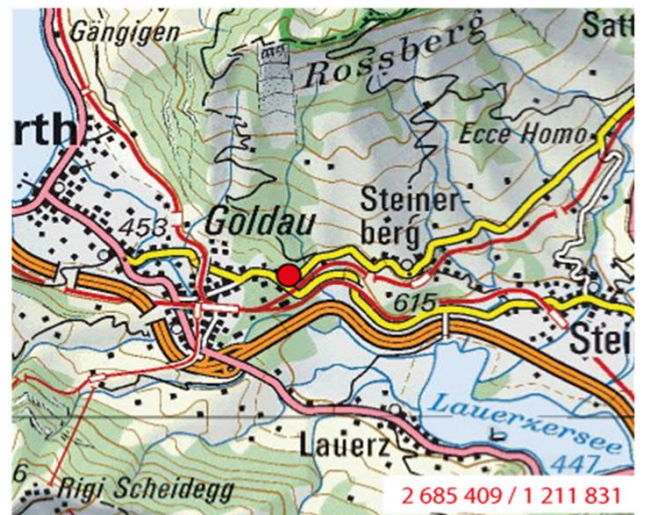 Gängigen
Rossberg
Satt
rth
Ecce Homo
Steiner-
berg
453
Goldau
615
Stei
Lauerzersee
Lauerz
447
6
Rigi Scheidegg
2 685 409 / 1 211 831